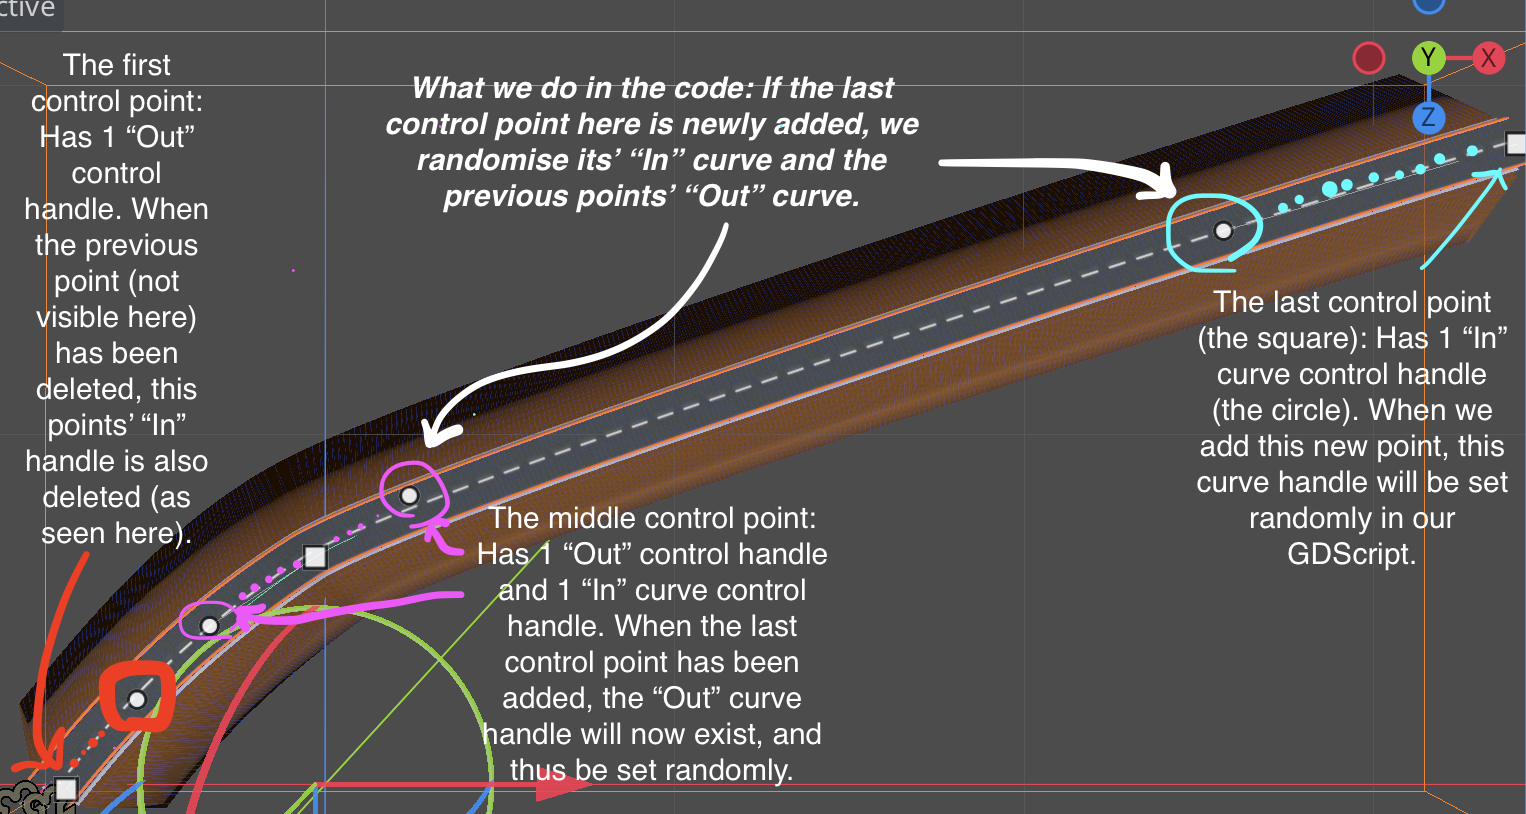 ctive
The first
control point:
Has 1 “Out”
control
handle. When
the previous
point (not
visible here)
has been
deleted, this
points’ “In”
handle is also
deleted (as
seen here).
What we do in the code: If the last
control point here is newly added, we
randomise its’ “In” curve and the
previous points’ “Out” curve.
Y
X
Z
The last control point
(the square): Has 1 “In”
curve control handle
(the circle). When we
add this new point, this
curve handle will be set
randomly in our
GDScript.
The middle control point:
Has 1 “Out” control handle
and 1 “In” curve control
handle. When the last
control point has been
added, the “Out” curve
handle will now exist, and
thus be set randomly.